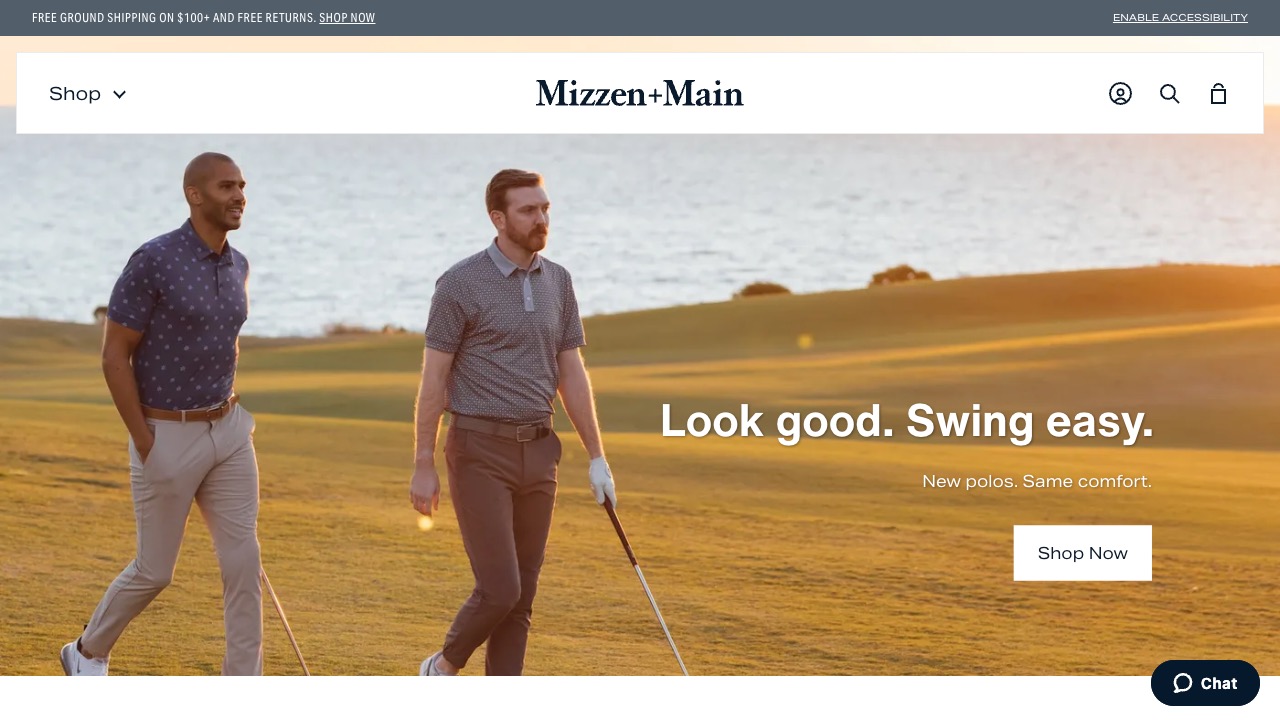 FREE GROUND SHIPPING ON $100+ AND FREE RETURNS. SHOP NOW
ENABLE ACCESSIBILITY
Shop
Mizzen+Main
Look good. Swing easy.
New polos. Same comfort.
Shop Now
Chat